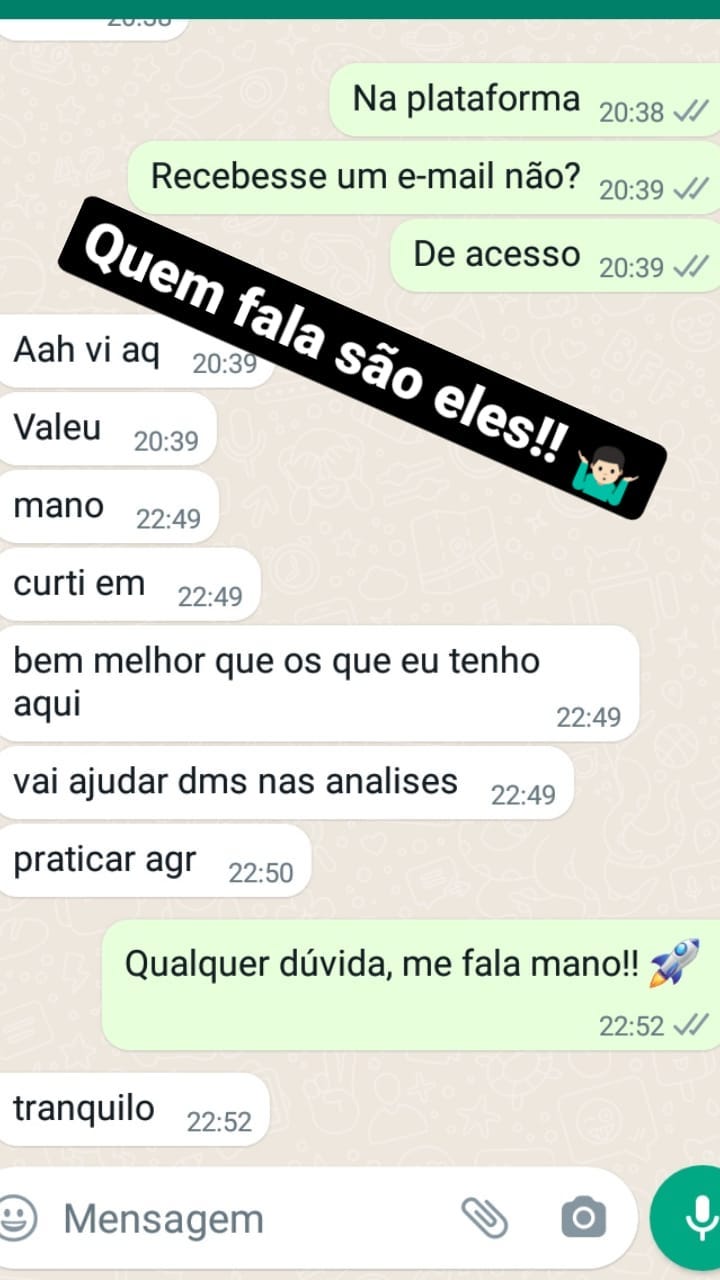 20:38
Na plataforma 20:38
Recebesse um e-mail não? 20:39
De acesso 20:39
Quem fala são eles!! 🤷🏻‍♂️
Aah vi aq 20:39
Valeu 20:39
mano 22:49
curti em 22:49
bem melhor que os que eu tenho
aqui 22:49
vai ajudar dms nas analises 22:49
praticar agr 22:50
Qualquer dúvida, me fala mano!! 🚀
22:52
tranquilo 22:52
Mensagem